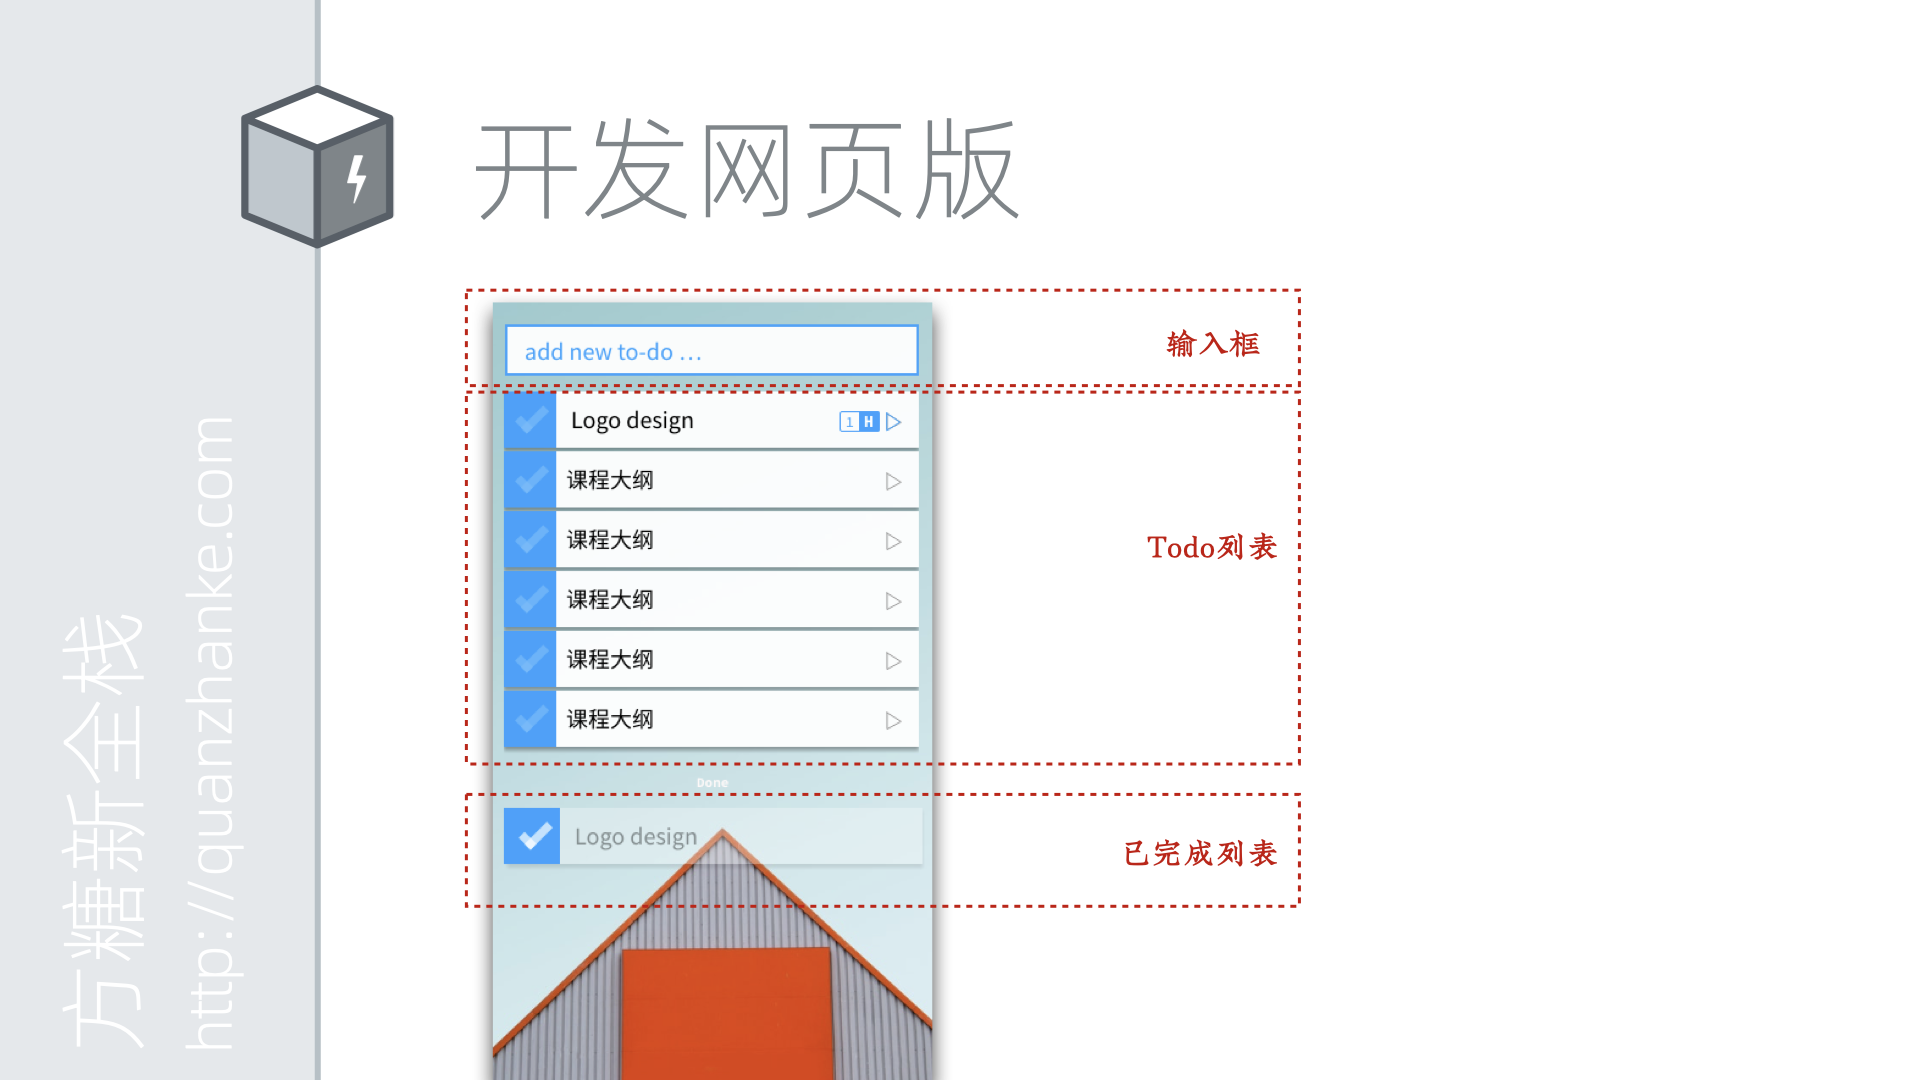 开发网页版
add new to-do ...
输入框
Logo design
1 H
课程大纲
课程大纲
Todo列表
课程大纲
课程大纲
课程大纲
Done
Logo design
已完成列表
方糖新全栈
http://quanzhanke.com